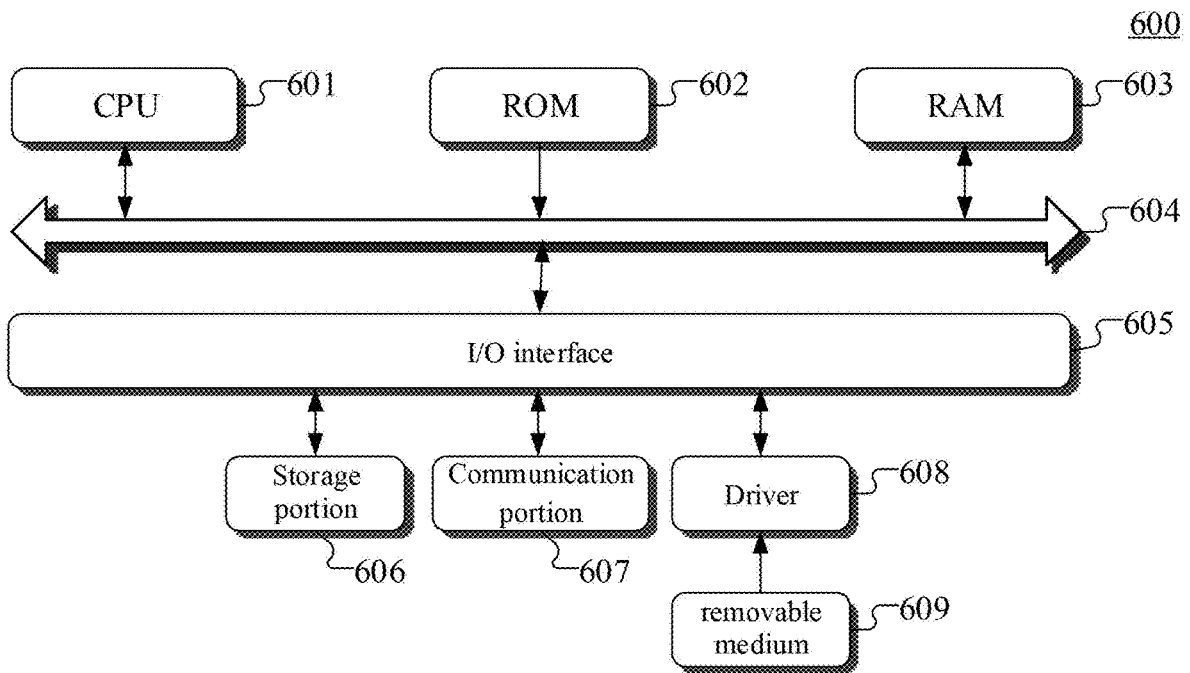 600
CPU
601
ROM
602
RAM
603
604
I/O interface
605
Storage
portion
606
Communication
portion
607
Driver
608
removable
medium
609